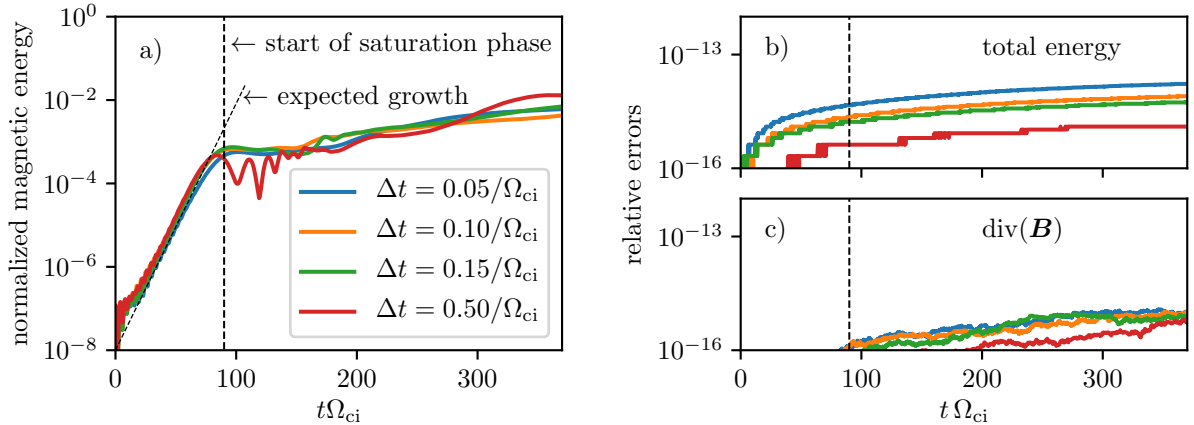 a)
← start of saturation phase
← expected growth
Δt = 0.05/Ω_ci
Δt = 0.10/Ω_ci
Δt = 0.15/Ω_ci
Δt = 0.50/Ω_ci
normalized magnetic energy
10^0
10^−2
10^−4
10^−6
10^−8
0 100 200 300
tΩ_ci
b)
total energy
10^−13
10^−16
relative errors
c)
div(B)
10^−13
10^−16
0 100 200 300
t Ω_ci